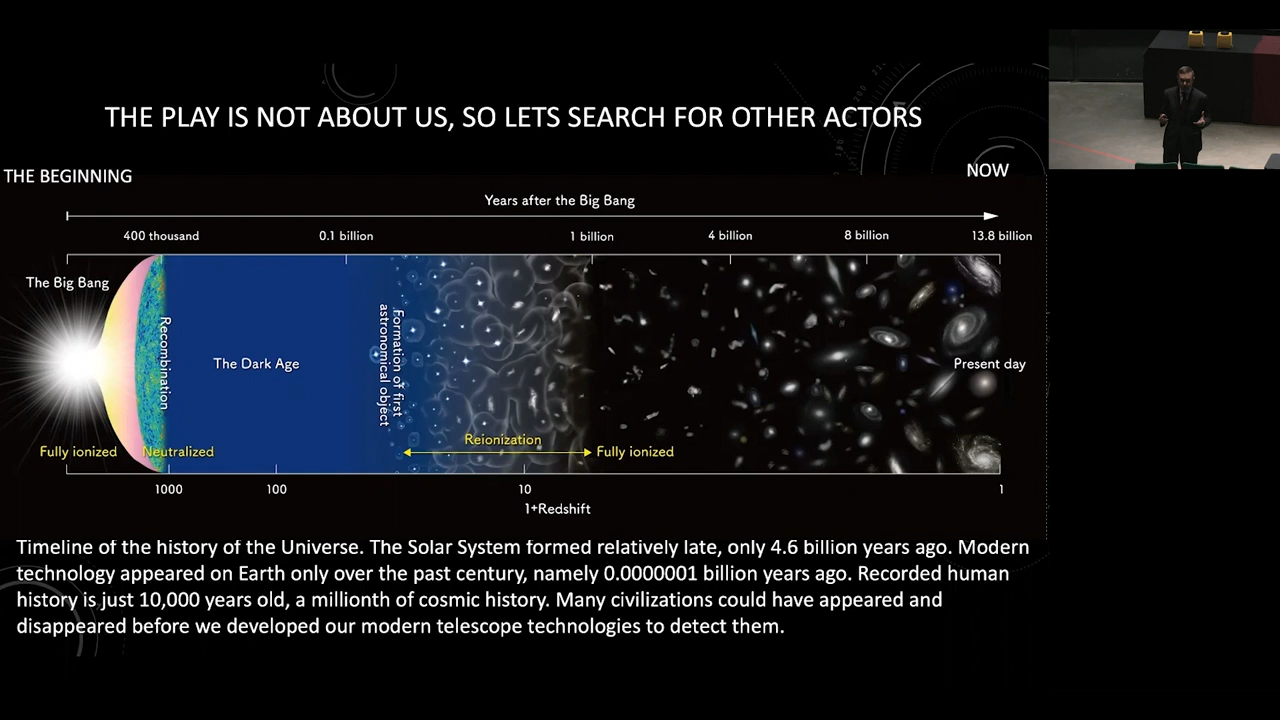 THE PLAY IS NOT ABOUT US, SO LETS SEARCH FOR OTHER ACTORS
THE BEGINNING
NOW
Years after the Big Bang
400 thousand
0.1 billion
1 billion
4 billion
8 billion
13.8 billion
The Big Bang
Recombination
The Dark Age
Formation of first
astronomical object
Present day
Fully ionized
Neutralized
Reionization
Fully ionized
1000
100
10
1
1+Redshift
Timeline of the history of the Universe. The Solar System formed relatively late, only 4.6 billion years ago. Modern
technology appeared on Earth only over the past century, namely 0.0000001 billion years ago. Recorded human
history is just 10,000 years old, a millionth of cosmic history. Many civilizations could have appeared and
disappeared before we developed our modern telescope technologies to detect them.